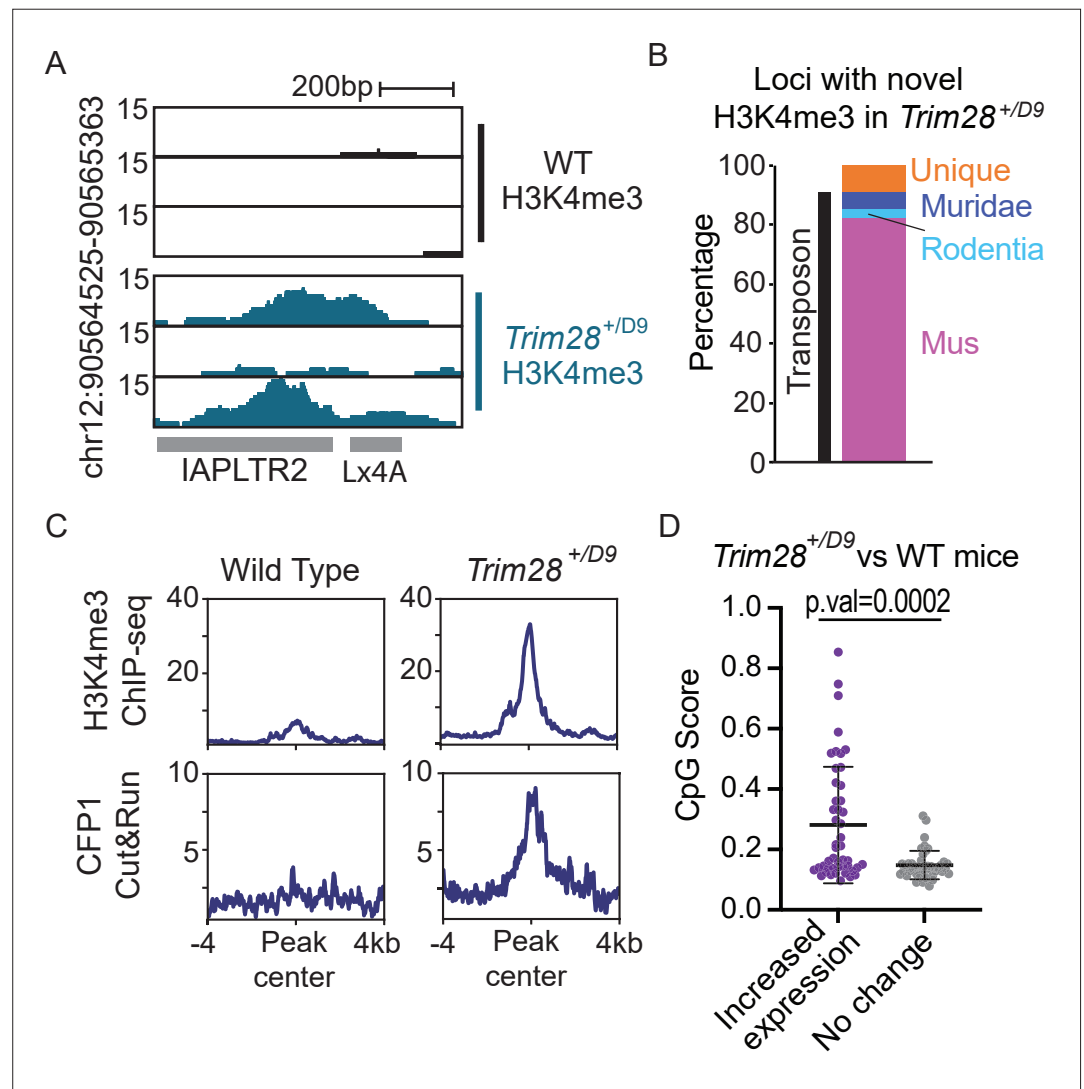 A
200bp
chr12:90564525-90565363
15
15
15
WT
H3K4me3
15
15
15
Trim28+/D9
H3K4me3
IAPLTR2
Lx4A
B
Loci with novel
H3K4me3 in Trim28+/D9
Percentage
100
80
60
40
20
0
Transposon
Unique
Muridae
Rodentia
Mus
C
Wild Type
Trim28 +/D9
H3K4me3
ChIP-seq
40
20
40
20
CFP1
Cut&Run
10
5
10
5
-4
Peak
center
4kb
-4
Peak
center
4kb
D
Trim28+/D9 vs WT mice
p.val=0.0002
CpG Score
1.0
0.8
0.6
0.4
0.2
0.0
Increased
expression
No change